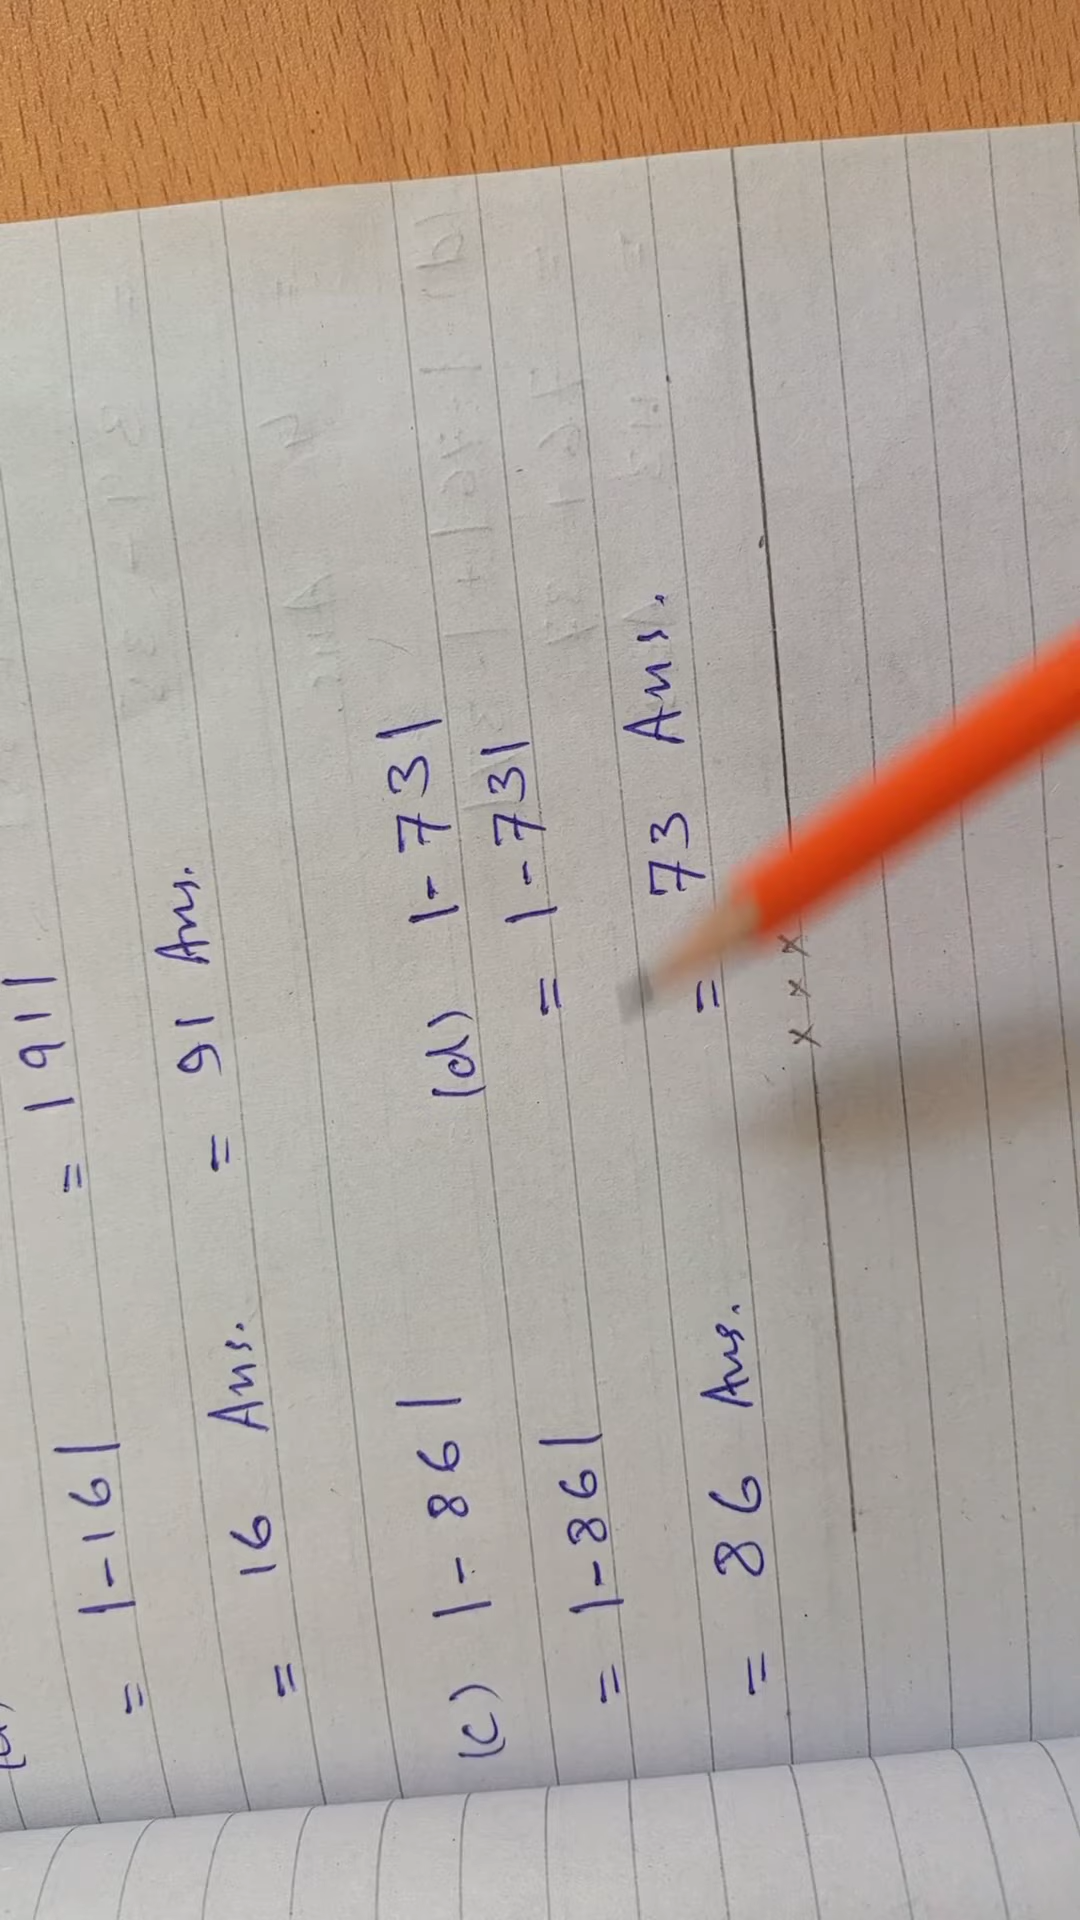 = |-16|
= 16 Ans.
= |91|
= 91 Ans.
(c) |-86|
= |-86|
= 86 Ans.
(d) |-73|
= |-73|
= 73 Ans.
x x x